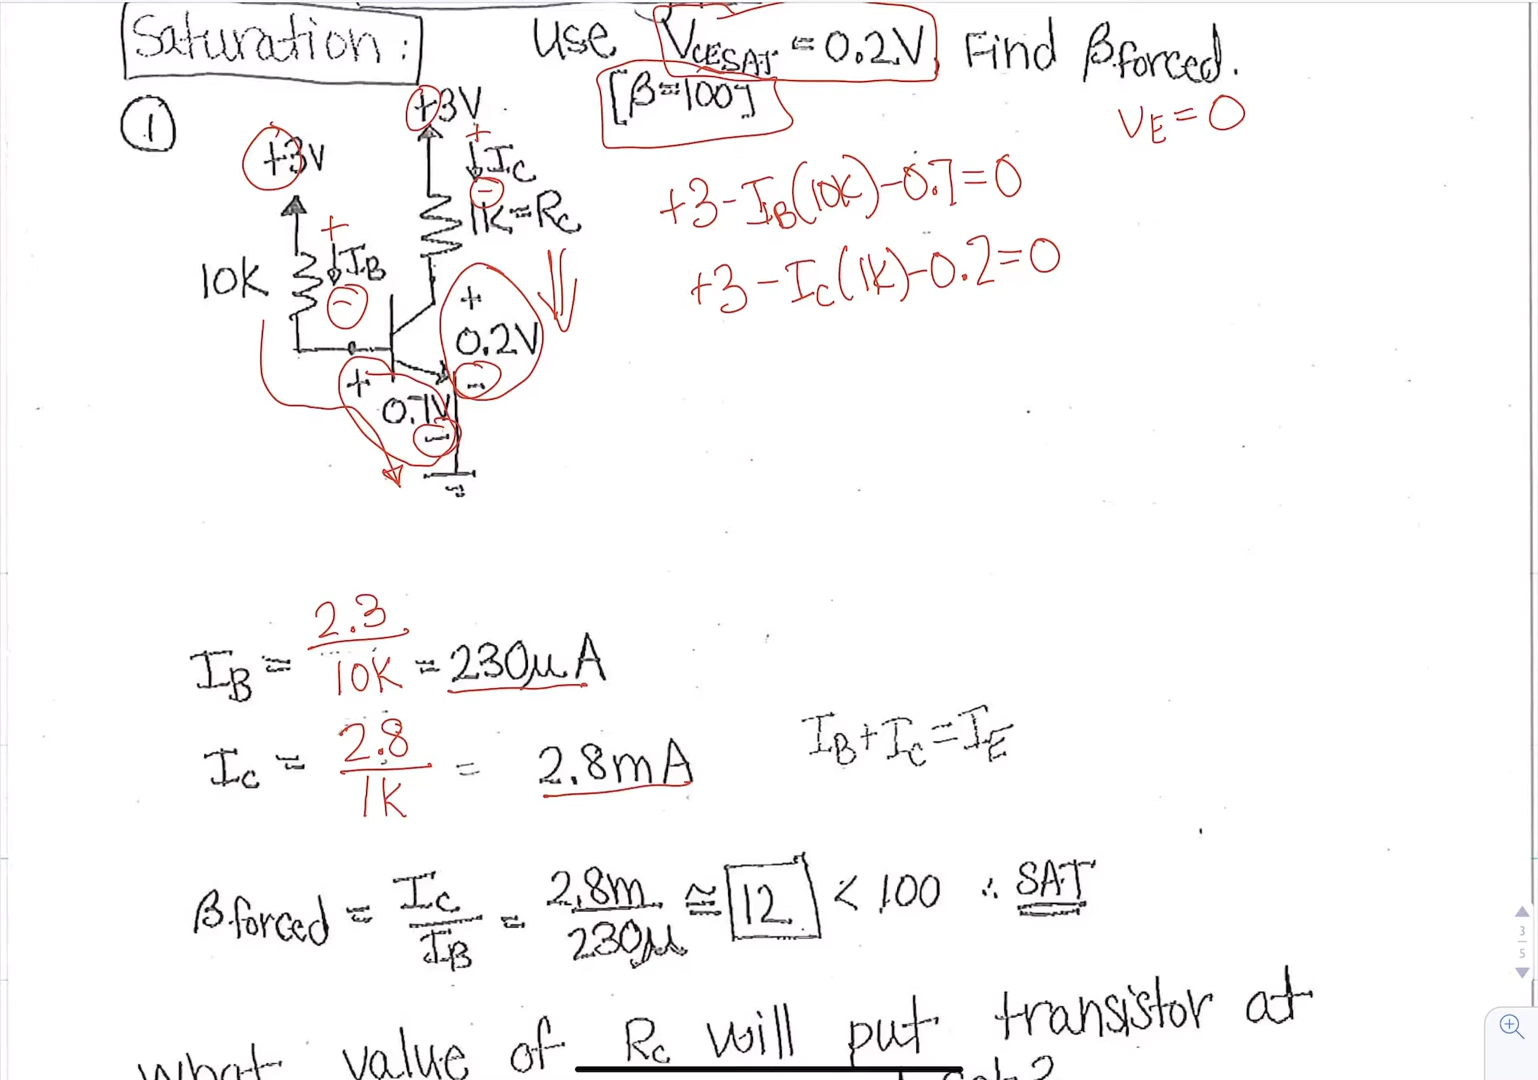 Saturation:
Use VCESAT = 0.2V Find βforced.
[β=100]
VE = 0
①
+3V
+3V
+
IC
−
1K=RC
+3-IB(10K)-0.7=0
+3-IC(1K)-0.2=0
+
IB
10K
−
+
0.2V
−
+
0.7V
−
IB = 2.3/10K = 230μA
IC = 2.8/1K = 2.8mA
IB+IC=IE
βforced = IC/IB = 2.8m/230μ ≅ 12 < 100 ∴ SAT
What value of RC will put transistor at
3
5